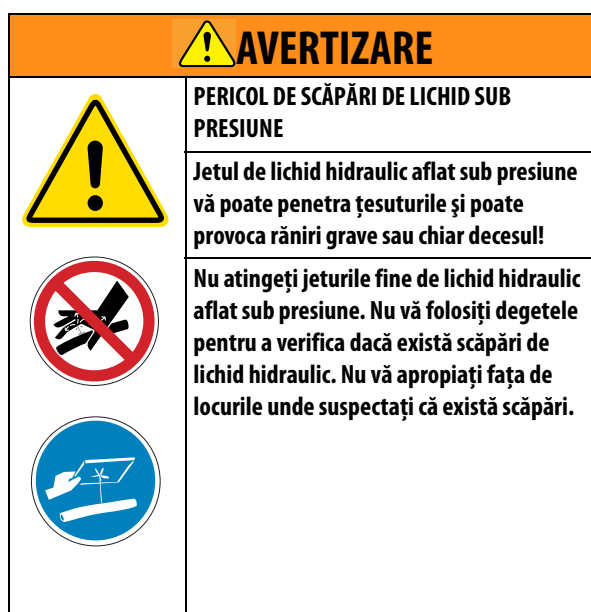 AVERTIZARE
PERICOL DE SCĂPĂRI DE LICHID SUB
PRESIUNE
Jetul de lichid hidraulic aflat sub presiune
vă poate penetra țesuturile şi poate
provoca răniri grave sau chiar decesul!
Nu atingeți jeturile fine de lichid hidraulic
aflat sub presiune. Nu vă folosiți degetele
pentru a verifica dacă există scăpări de
lichid hidraulic. Nu vă apropiați fața de
locurile unde suspectați că există scăpări.